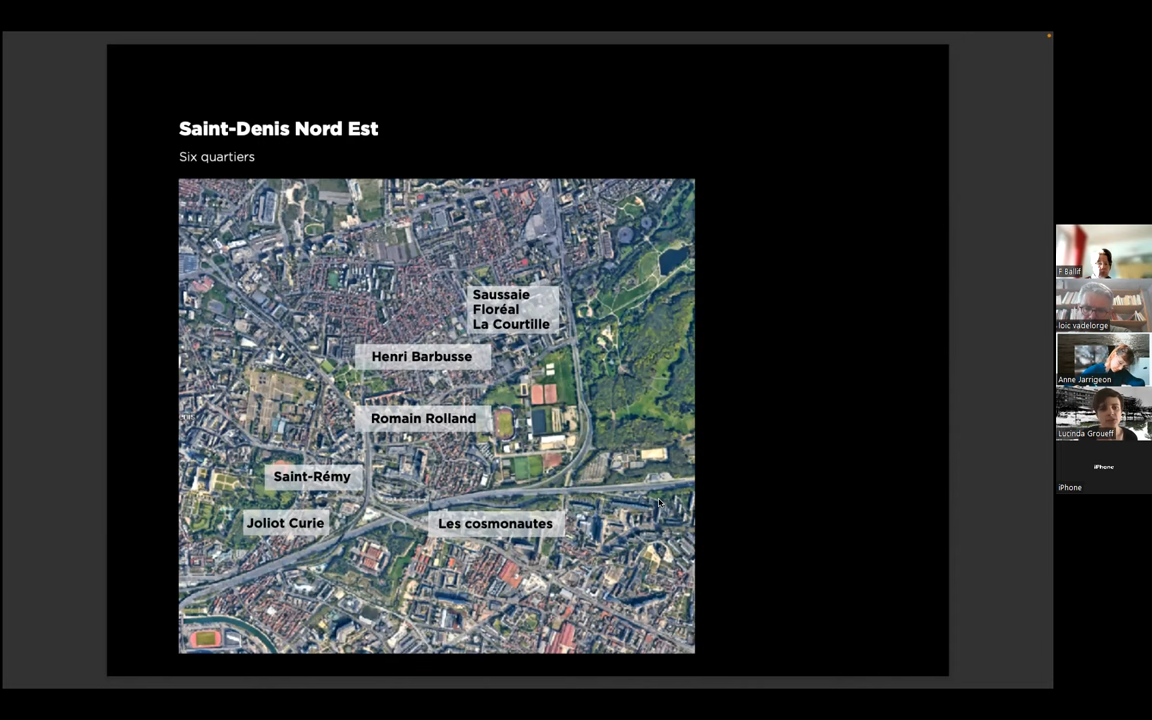 Saint-Denis Nord Est
Six quartiers
Saussaie
Floréal
La Courtille
Henri Barbusse
Romain Rolland
Saint-Rémy
Joliot Curie
Les cosmonautes
F Ballif
loic vadelorge
Anne Jarrigeon
Lucinda Groueff
iPhone
iPhone